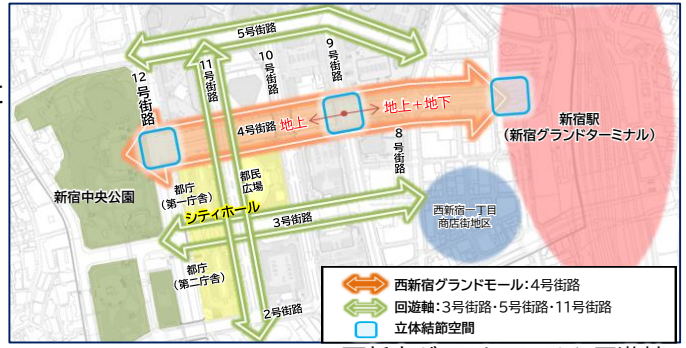 5号街路
12号街路
11号街路
10号街路
9号街路
4号街路
地上
地上+地下
8号街路
新宿駅
(新宿グランドターミナル)
新宿中央公園
都庁
(第一庁舎)
都民
広場
シティホール
3号街路
西新宿一丁目
商店街地区
都庁
(第二庁舎)
2号街路
西新宿グランドモール:4号街路
回遊軸:3号街路・5号街路・11号街路
立体結節空間